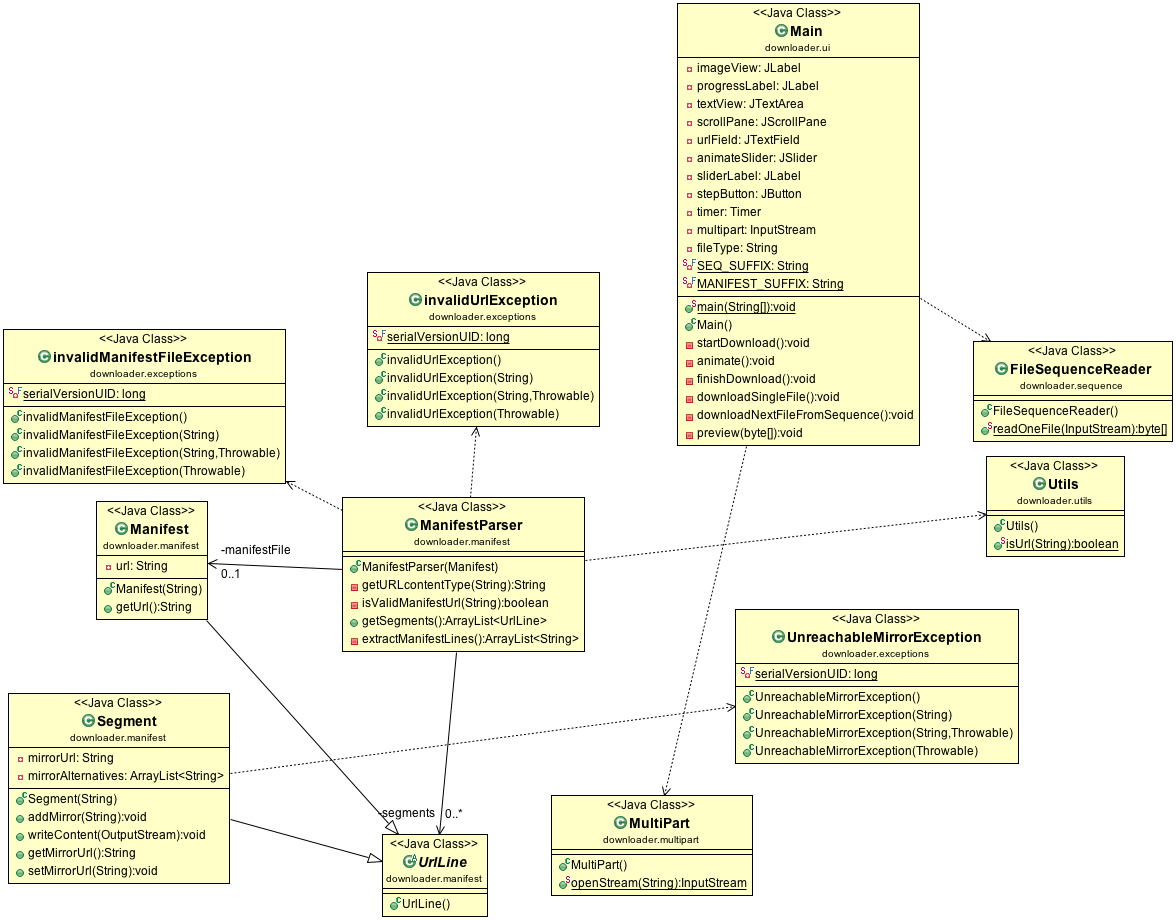 <<Java Class>>
Main
downloader.ui
imageView: JLabel
progressLabel: JLabel
textView: JTextArea
scrollPane: JScrollPane
urlField: JTextField
animateSlider: JSlider
sliderLabel: JLabel
stepButton: JButton
timer: Timer
multipart: InputStream
fileType: String
SEQ_SUFFIX: String
MANIFEST_SUFFIX: String
main(String[]):void
Main()
startDownload():void
animate():void
finishDownload():void
downloadSingleFile():void
downloadNextFileFromSequence():void
preview(byte[]):void
<<Java Class>>
invalidUrlException
downloader.exceptions
serialVersionUID: long
invalidUrlException()
invalidUrlException(String)
invalidUrlException(String,Throwable)
invalidUrlException(Throwable)
<<Java Class>>
invalidManifestFileException
downloader.exceptions
serialVersionUID: long
invalidManifestFileException()
invalidManifestFileException(String)
invalidManifestFileException(String,Throwable)
invalidManifestFileException(Throwable)
<<Java Class>>
FileSequenceReader
downloader.sequence
FileSequenceReader()
readOneFile(InputStream):byte[]
<<Java Class>>
Utils
downloader.utils
Utils()
isUrl(String):boolean
<<Java Class>>
Manifest
downloader.manifest
url: String
Manifest(String)
getUrl():String
-manifestFile
0..1
<<Java Class>>
ManifestParser
downloader.manifest
ManifestParser(Manifest)
getURLcontentType(String):String
isValidManifestUrl(String):boolean
getSegments():ArrayList<UrlLine>
extractManifestLines():ArrayList<String>
<<Java Class>>
UnreachableMirrorException
downloader.exceptions
serialVersionUID: long
UnreachableMirrorException()
UnreachableMirrorException(String)
UnreachableMirrorException(String,Throwable)
UnreachableMirrorException(Throwable)
<<Java Class>>
Segment
downloader.manifest
mirrorUrl: String
mirrorAlternatives: ArrayList<String>
Segment(String)
addMirror(String):void
writeContent(OutputStream):void
getMirrorUrl():String
setMirrorUrl(String):void
-segments 0..*
<<Java Class>>
UrlLine
downloader.manifest
UrlLine()
<<Java Class>>
MultiPart
downloader.multipart
MultiPart()
openStream(String):InputStream